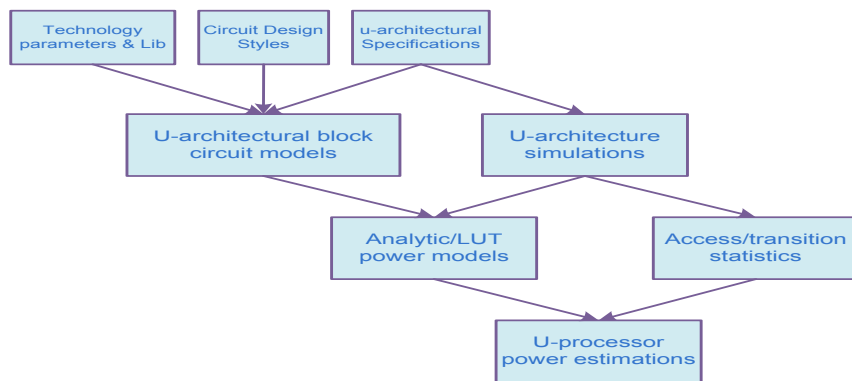 Technology
parameters & Lib
Circuit Design
Styles
u-architectural
Specifications
U-architectural block
circuit models
U-architecture
simulations
Analytic/LUT
power models
Access/transition
statistics
U-processor
power estimations